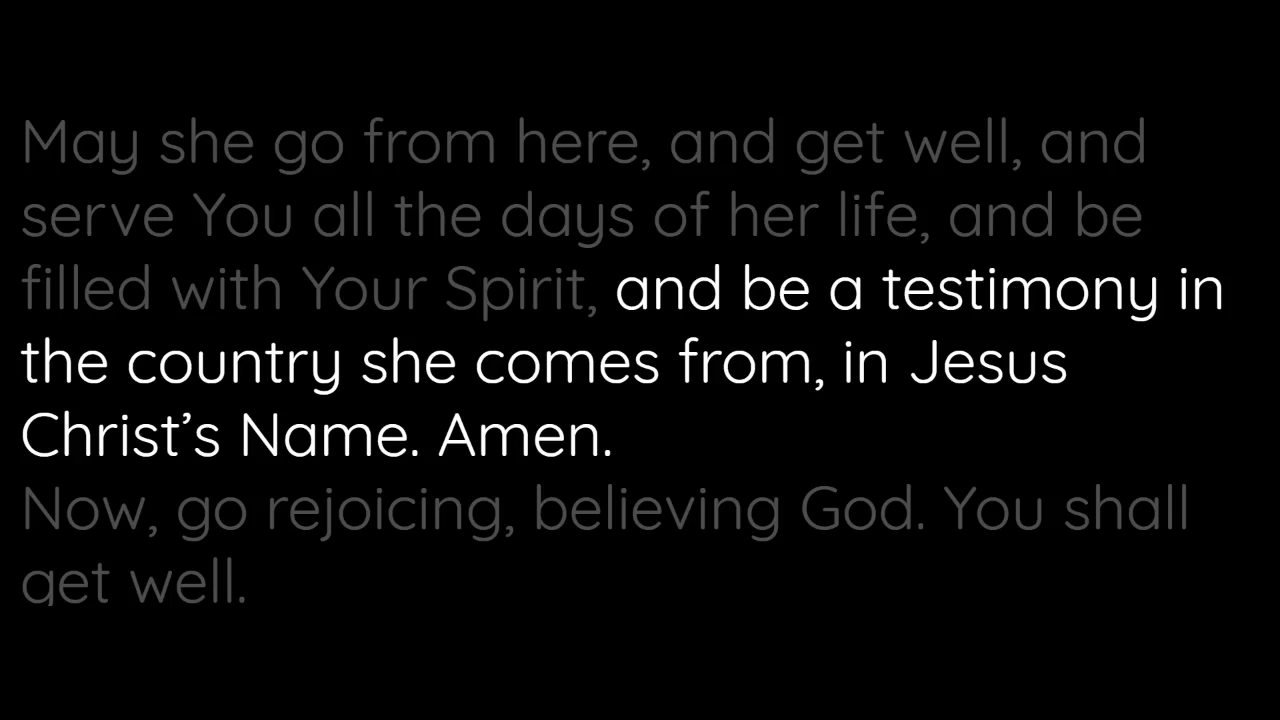 May she go from here, and get well, and
serve You all the days of her life, and be
filled with Your Spirit, and be a testimony in
the country she comes from, in Jesus
Christ’s Name. Amen.
Now, go rejoicing, believing God. You shall
get well.